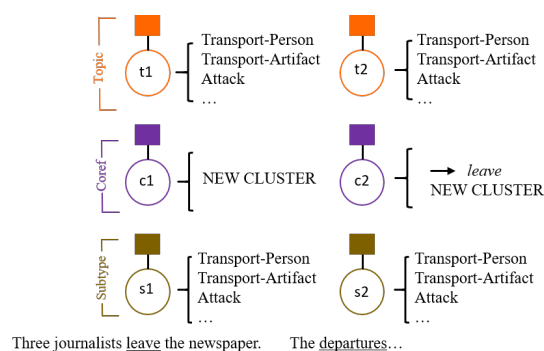 Topic
t1
Transport-Person
Transport-Artifact
Attack
…
t2
Transport-Person
Transport-Artifact
Attack
…
Coref
c1
NEW CLUSTER
c2
→ leave
NEW CLUSTER
Subtype
s1
Transport-Person
Transport-Artifact
Attack
…
s2
Transport-Person
Transport-Artifact
Attack
…
Three journalists leave the newspaper.
The departures…